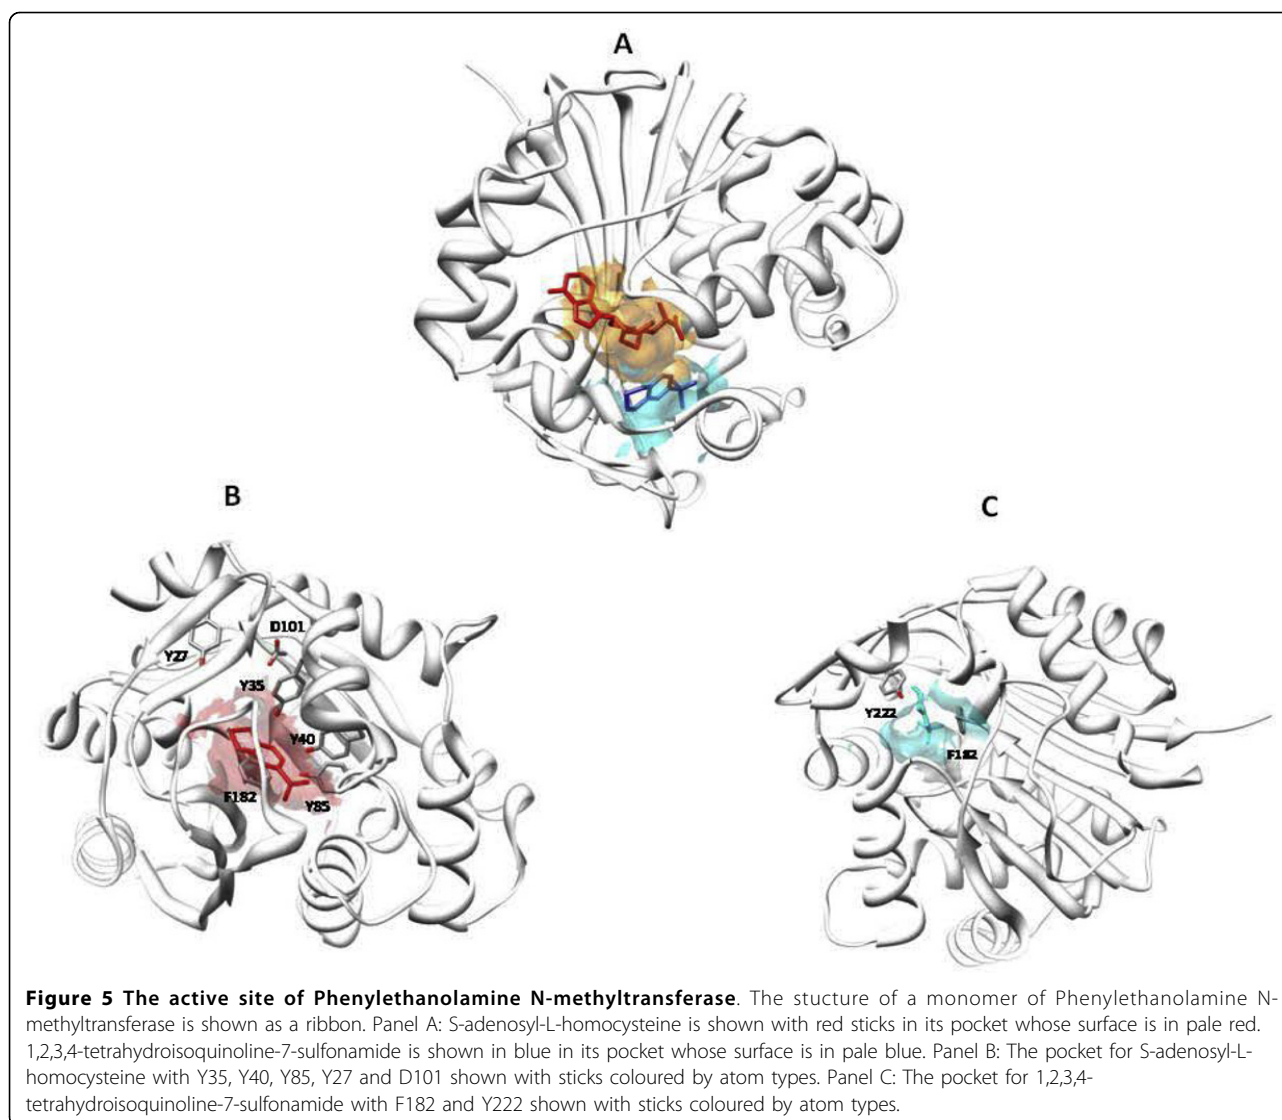 A
B
C
D101
Y27
Y35
Y40
F182
Y85
Y222
F182
Figure 5 The active site of Phenylethanolamine N-methyltransferase. The stucture of a monomer of Phenylethanolamine N-
methyltransferase is shown as a ribbon. Panel A: S-adenosyl-L-homocysteine is shown with red sticks in its pocket whose surface is in pale red.
1,2,3,4-tetrahydroisoquinoline-7-sulfonamide is shown in blue in its pocket whose surface is in pale blue. Panel B: The pocket for S-adenosyl-L-
homocysteine with Y35, Y40, Y85, Y27 and D101 shown with sticks coloured by atom types. Panel C: The pocket for 1,2,3,4-
tetrahydroisoquinoline-7-sulfonamide with F182 and Y222 shown with sticks coloured by atom types.